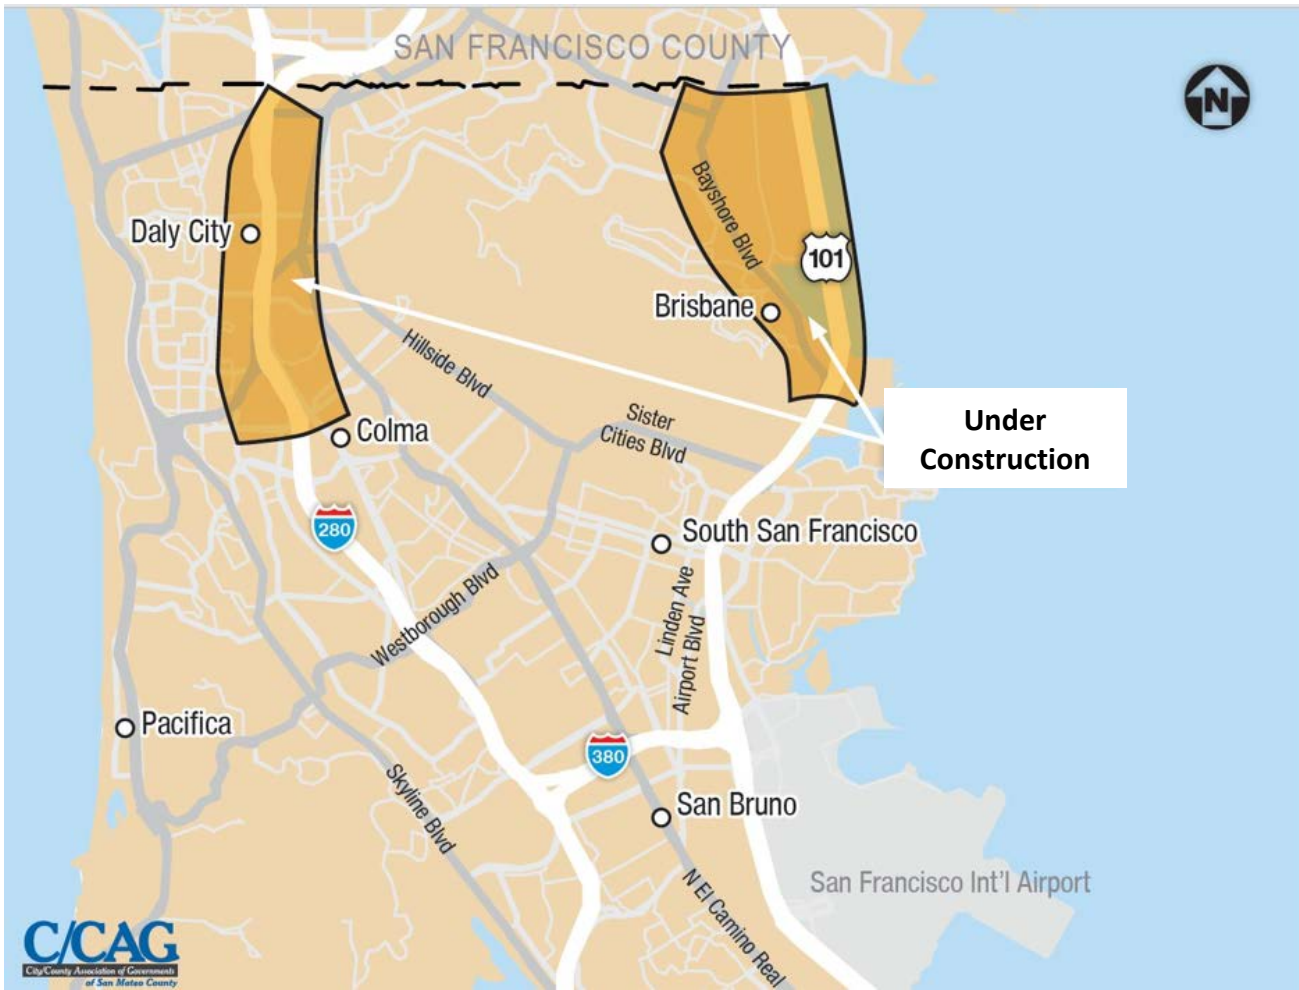 SAN FRANCISCO COUNTY
N
Daly City
Bayshore Blvd
101
Brisbane
Hillside Blvd
Under
Construction
Sister
Cities Blvd
Colma
280
South San Francisco
Westborough Blvd
Linden Ave
Airport Blvd
Pacifica
380
Skyline Blvd
San Bruno
N El Camino Real
San Francisco Int'l Airport
C/CAG
City/County Association of Governments
of San Mateo County